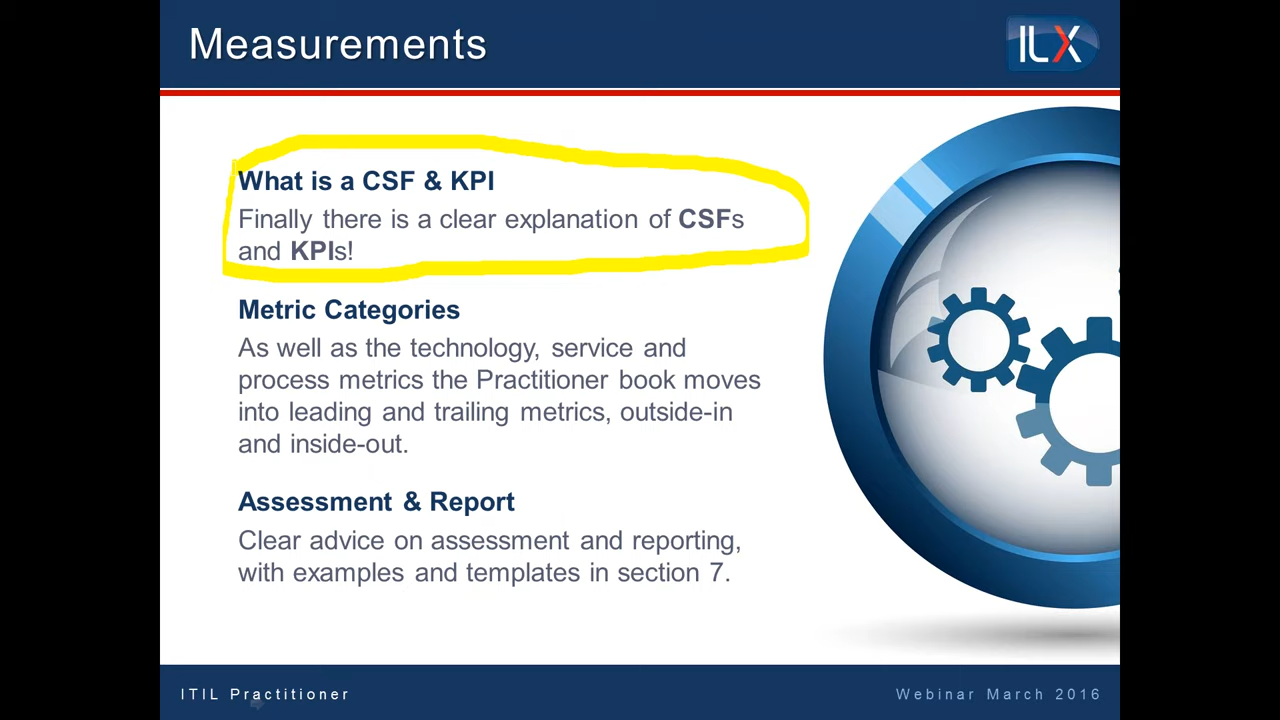 Measurements
ILX
What is a CSF & KPI
Finally there is a clear explanation of CSFs
and KPIs!
Metric Categories
As well as the technology, service and
process metrics the Practitioner book moves
into leading and trailing metrics, outside-in
and inside-out.
Assessment & Report
Clear advice on assessment and reporting,
with examples and templates in section 7.
ITIL Practitioner
Webinar March 2016